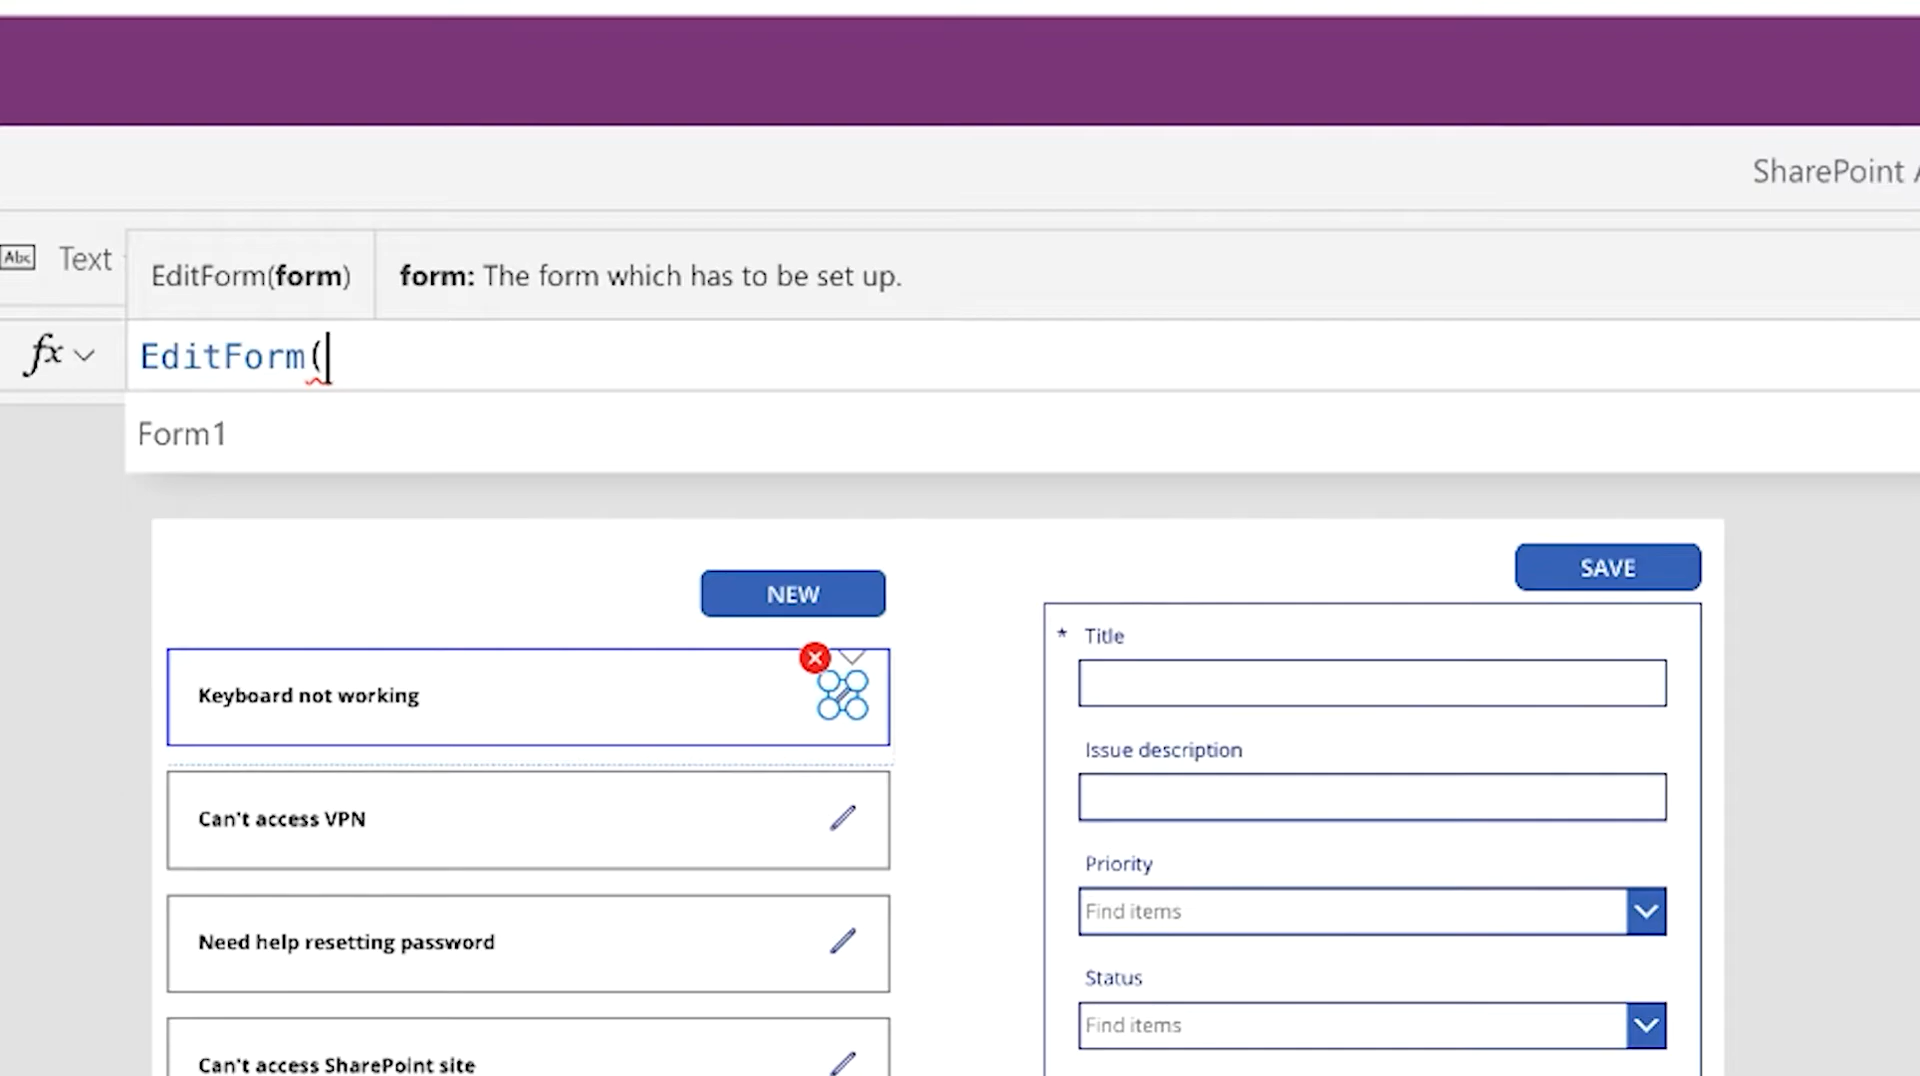 SharePoint
Abc Text
EditForm(form) form: The form which has to be set up.
fx EditForm(
Form1
NEW
SAVE
Keyboard not working
Can't access VPN
Need help resetting password
Can't access SharePoint site
* Title
Issue description
Priority
Find items
Status
Find items